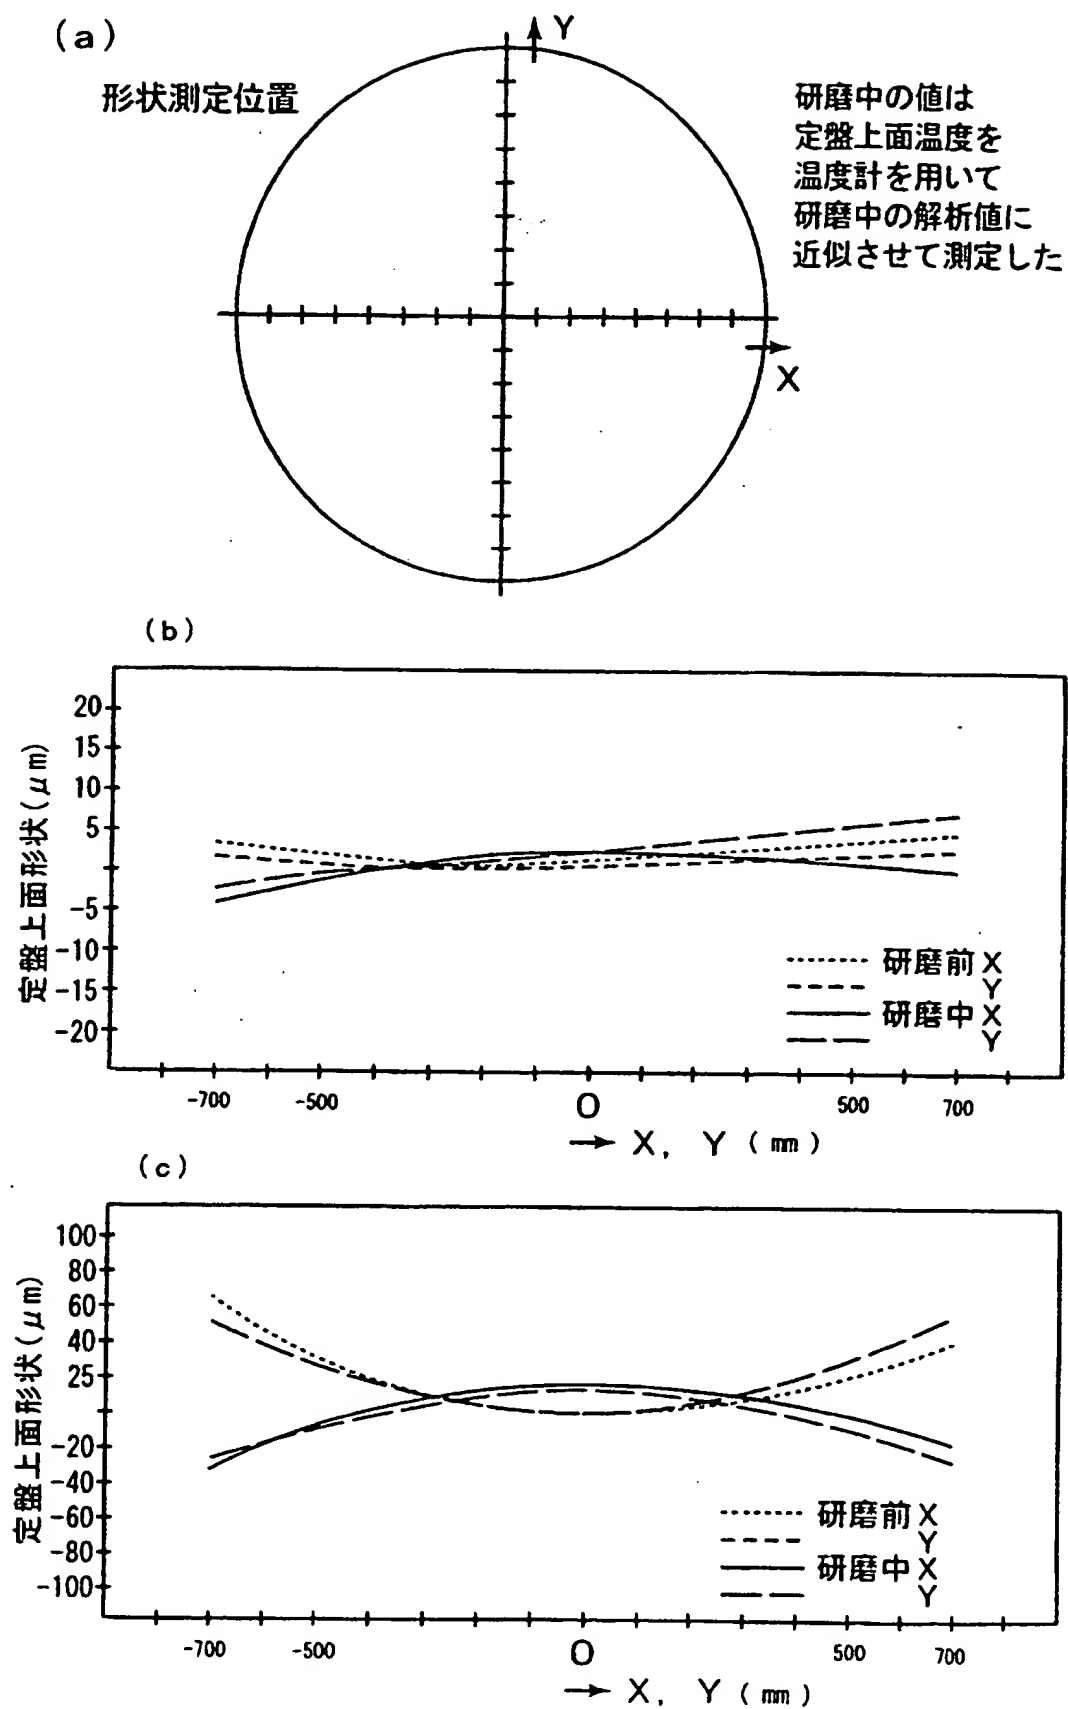 (a)
Y
形状測定位置
研磨中の値は
定盤上面温度を
温度計を用いて
研磨中の解析値に
近似させて測定した
X
(b)
定盤上面形状(μm)
20
15
10
5
-5
-10
-15
-20
研磨前 X
Y
研磨中 X
Y
-700 -500 0 500 700
X, Y (mm)
(c)
定盤上面形状(μm)
100
80
60
40
25
-20
-40
-60
-80
-100
研磨前 X
Y
研磨中 X
Y
-700 -500 0 500 700
X, Y (mm)